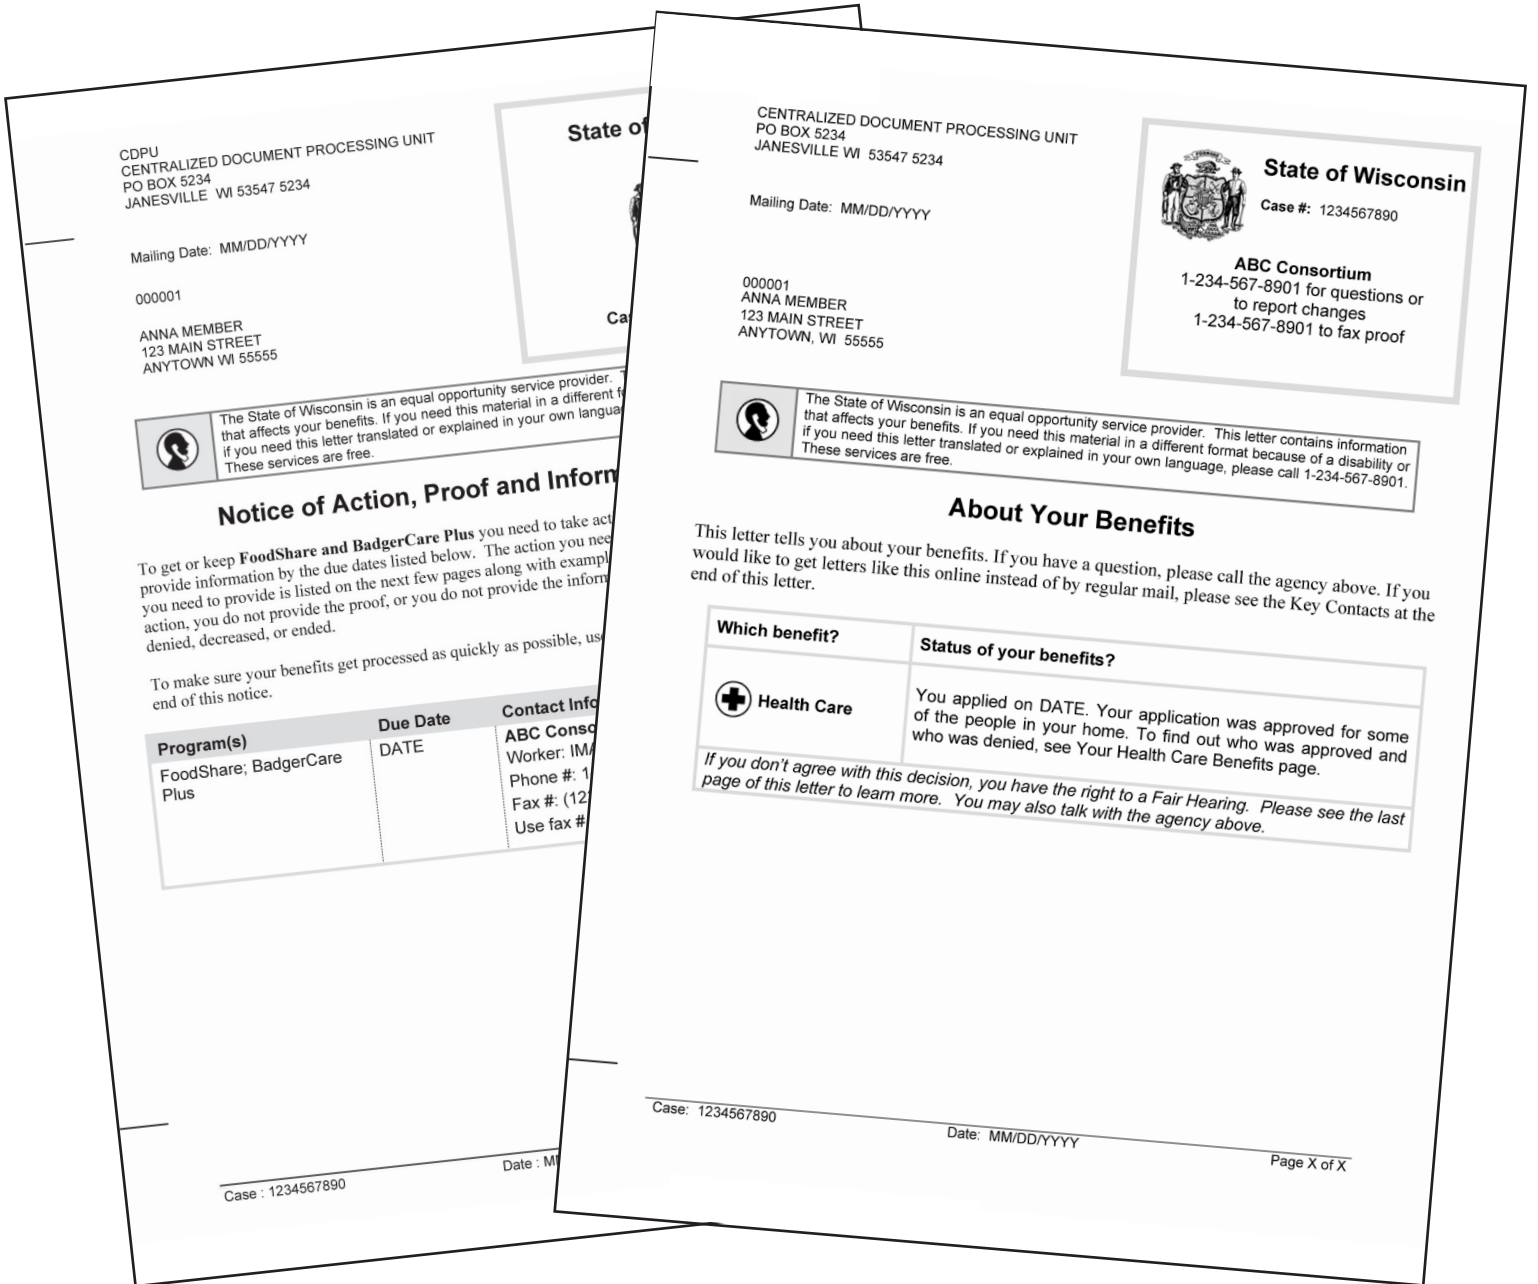 CDPU
CENTRALIZED DOCUMENT PROCESSING UNIT
PO BOX 5234
JANESVILLE WI 53547 5234
Mailing Date: MM/DD/YYYY
000001
ANNA MEMBER
123 MAIN STREET
ANYTOWN WI 55555
State of
The State of Wisconsin is an equal opportunity service provider.
that affects your benefits. If you need this material in a different
if you need this letter translated or explained in your own
These services are free.
Notice of Action, Proof and
To get or keep FoodShare and BadgerCare Plus you need to take
provide information by the due dates listed below. The action you
you need to provide is listed on the next few pages along with
action, you do not provide the proof, or you do not provide the
denied, decreased, or ended.
To make sure your benefits get processed as quickly as possible,
end of this notice.
Program(s)
Due Date
Contact
FoodShare; BadgerCare
Plus
DATE
ABC
Worker:
Phone #: 1
Fax #: (12
Use fax #
Case : 1234567890
Date :
CENTRALIZED DOCUMENT PROCESSING UNIT
PO BOX 5234
JANESVILLE WI 53547 5234
Mailing Date: MM/DD/YYYY
000001
ANNA MEMBER
123 MAIN STREET
ANYTOWN, WI 55555
State of Wisconsin
Case #: 1234567890
ABC Consortium
1-234-567-8901 for questions or
to report changes
1-234-567-8901 to fax proof
The State of Wisconsin is an equal opportunity service provider. This letter contains information
that affects your benefits. If you need this material in a different format because of a disability or
if you need this letter translated or explained in your own language, please call 1-234-567-8901.
These services are free.
About Your Benefits
This letter tells you about your benefits. If you have a question, please call the agency above. If you
would like to get letters like this online instead of by regular mail, please see the Key Contacts at the
end of this letter.
Which benefit?
Status of your benefits?
Health Care
You applied on DATE. Your application was approved for some
of the people in your home. To find out who was approved and
who was denied, see Your Health Care Benefits page.
If you don't agree with this decision, you have the right to a Fair Hearing. Please see the last
page of this letter to learn more. You may also talk with the agency above.
Case: 1234567890
Date: MM/DD/YYYY
Page X of X